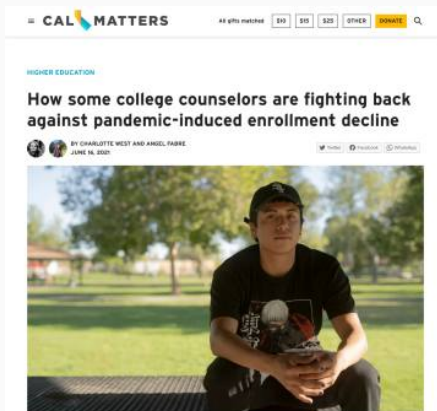 CAL MATTERS
All gifts matched $10 $15 $25 OTHER DONATE
HIGHER EDUCATION
How some college counselors are fighting back
against pandemic-induced enrollment decline
BY CHARLOTTE WEST AND ANGEL FABRE
JUNE 16, 2021
Twitter Facebook WhatsApp